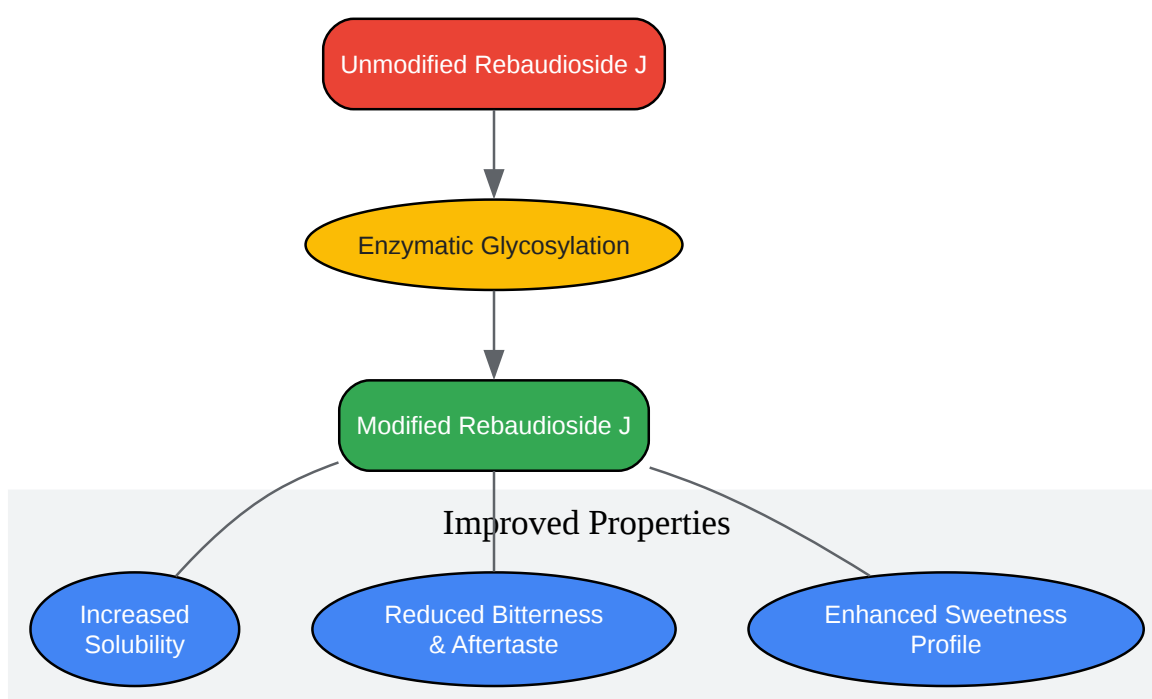 Unmodified Rebaudioside J
Enzymatic Glycosylation
Modified Rebaudioside J
Improved Properties
Increased
Solubility
Reduced Bitterness
& Aftertaste
Enhanced Sweetness
Profile